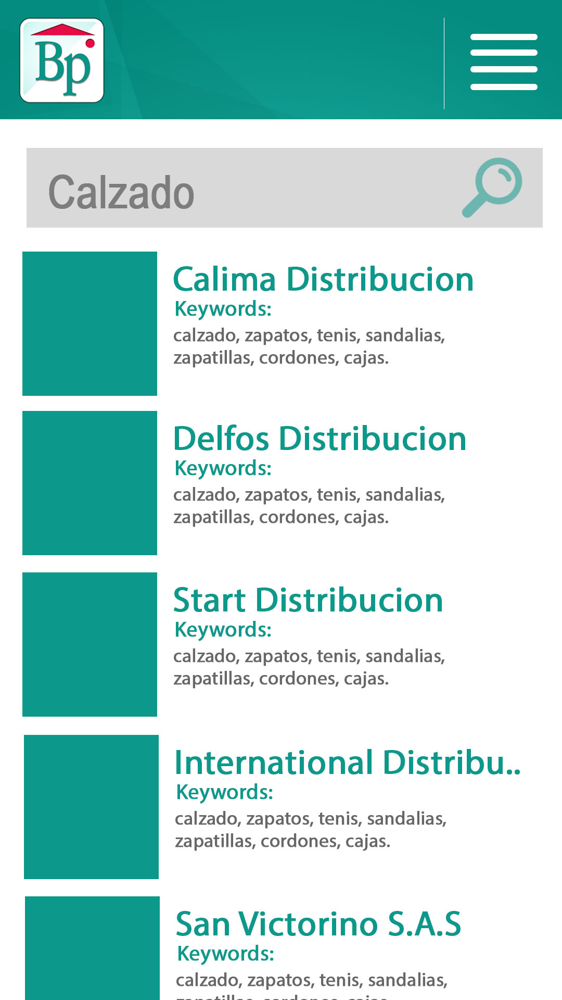 Bp
Calzado
Calima Distribucion
Keywords:
calzado, zapatos, tenis, sandalias,
zapatillas, cordones, cajas.
Delfos Distribucion
Keywords:
calzado, zapatos, tenis, sandalias,
zapatillas, cordones, cajas.
Start Distribucion
Keywords:
calzado, zapatos, tenis, sandalias,
zapatillas, cordones, cajas.
International Distribu..
Keywords:
calzado, zapatos, tenis, sandalias,
zapatillas, cordones, cajas.
San Victorino S.A.S
Keywords:
calzado, zapatos, tenis, sandalias,